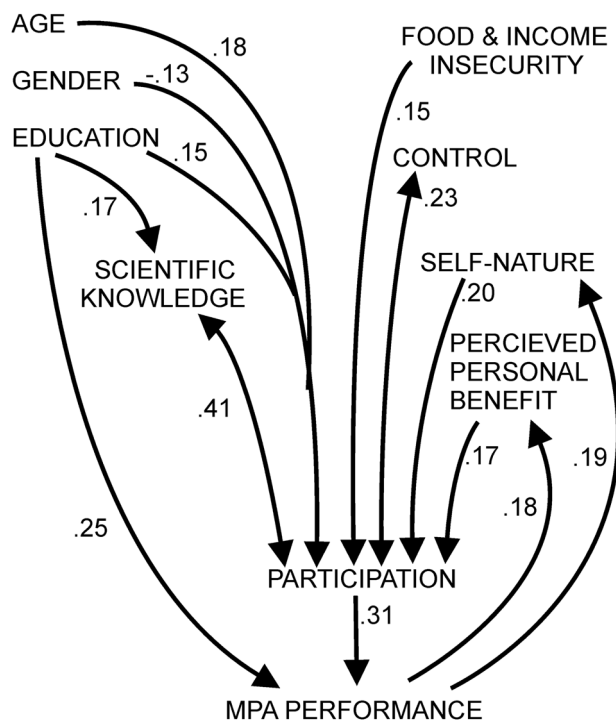 AGE
.18
FOOD & INCOME
INSECURITY
GENDER
-.13
.15
EDUCATION
.15
CONTROL
.23
.17
SCIENTIFIC
KNOWLEDGE
SELF-NATURE
.20
PERCIEVED
PERSONAL
BENEFIT
.41
.17
.19
.18
.25
PARTICIPATION
.31
MPA PERFORMANCE